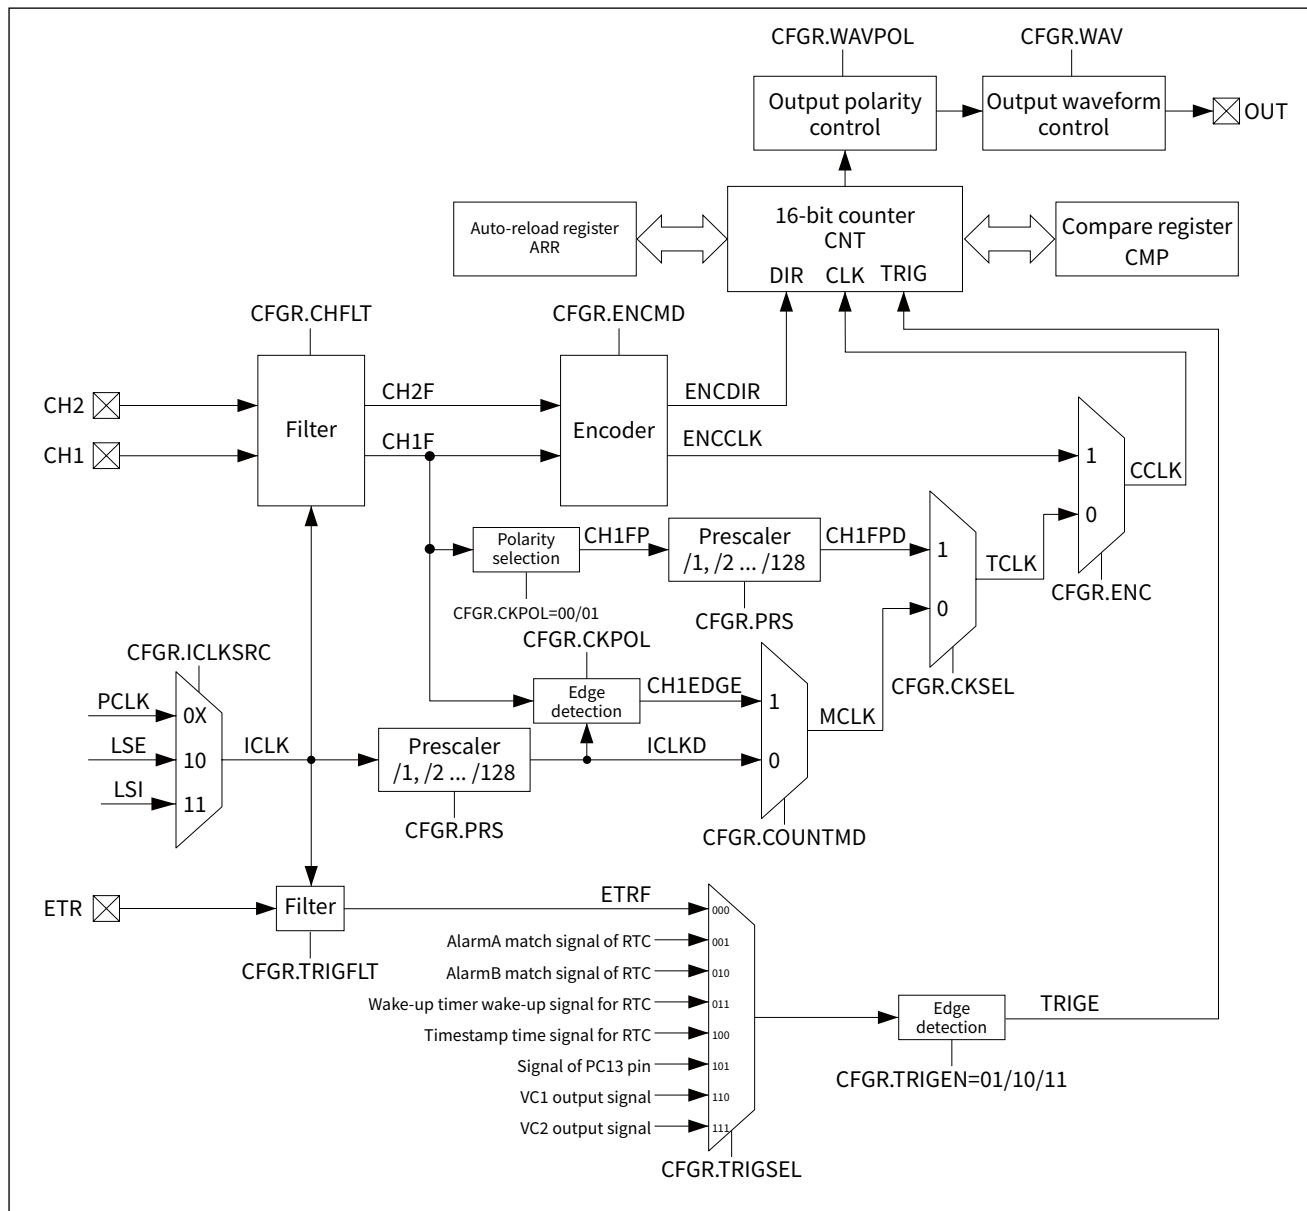 CFGR.WAVPOL
CFGR.WAV
Output polarity
control
Output waveform
control
OUT
Auto-reload register
ARR
16-bit counter
CNT
DIR
CLK
TRIG
Compare register
CMP
CFGR.CHFLT
CFGR.ENCMD
CH2
CH1
Filter
CH2F
CH1F
Encoder
ENCDIR
ENCCLK
1
0
CCLK
CFGR.ENC
Polarity
selection
CH1FP
Prescaler
/1, /2 ... /128
CH1FPD
1
0
TCLK
CFGR.CKPOL=00/01
CFGR.PRS
CFGR.CKPOL
CFGR.CKSEL
CFGR.ICLKSRC
PCLK
LSE
LSI
0X
10
11
ICLK
Edge
detection
CH1EDGE
Prescaler
/1, /2 ... /128
ICLKD
1
0
MCLK
CFGR.PRS
CFGR.COUNTMD
ETR
Filter
ETRF
CFGR.TRIGFLT
000
AlarmA match signal of RTC
001
AlarmB match signal of RTC
010
Wake-up timer wake-up signal for RTC
011
Timestamp time signal for RTC
100
Signal of PC13 pin
101
VC1 output signal
110
VC2 output signal
111
CFGR.TRIGSEL
Edge
detection
TRIGE
CFGR.TRIGEN=01/10/11